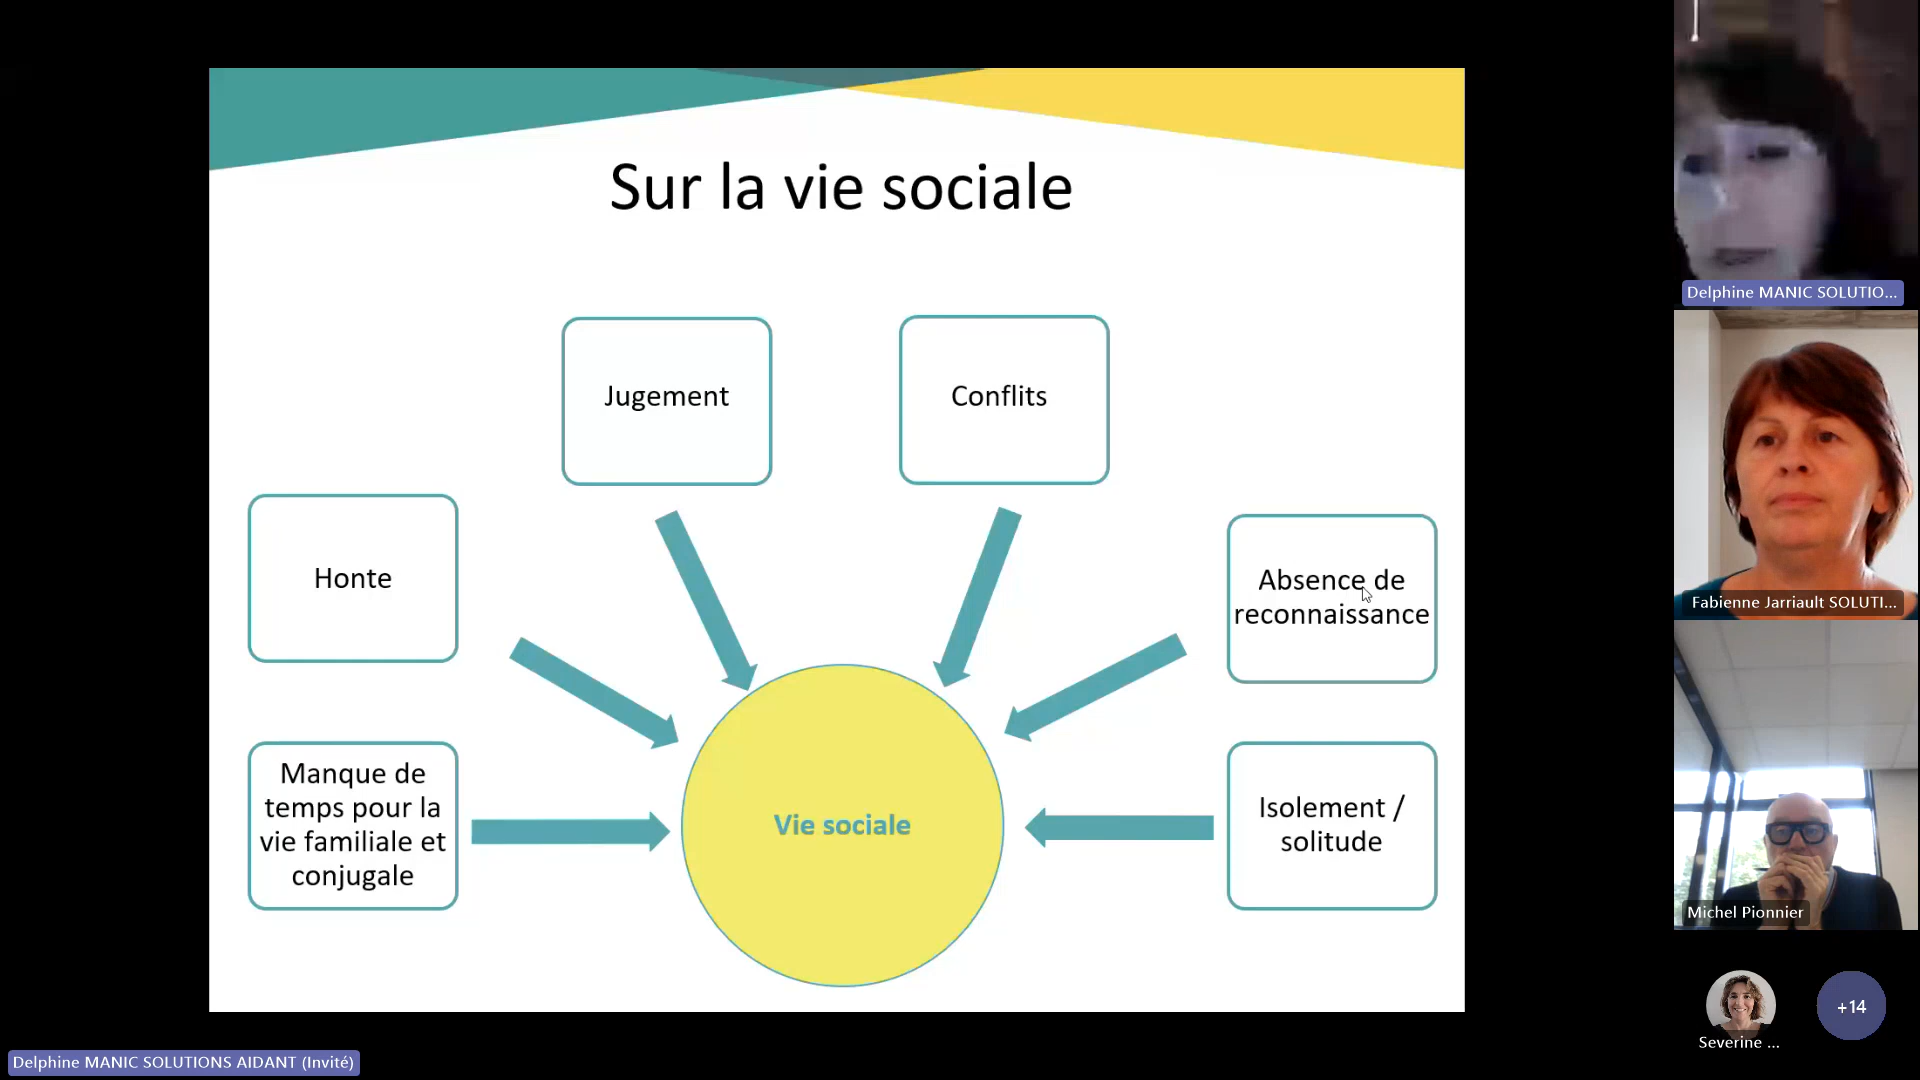 Sur la vie sociale
Jugement
Conflits
Honte
Absence de
reconnaissance
Manque de
temps pour la
vie familiale et
conjugale
Vie sociale
Isolement /
solitude
Delphine MANIC SOLUTIO...
Fabienne Jarriault SOLUTI...
Michel Pionnier
Severine ...
+14
Delphine MANIC SOLUTIONS AIDANT (Invité)